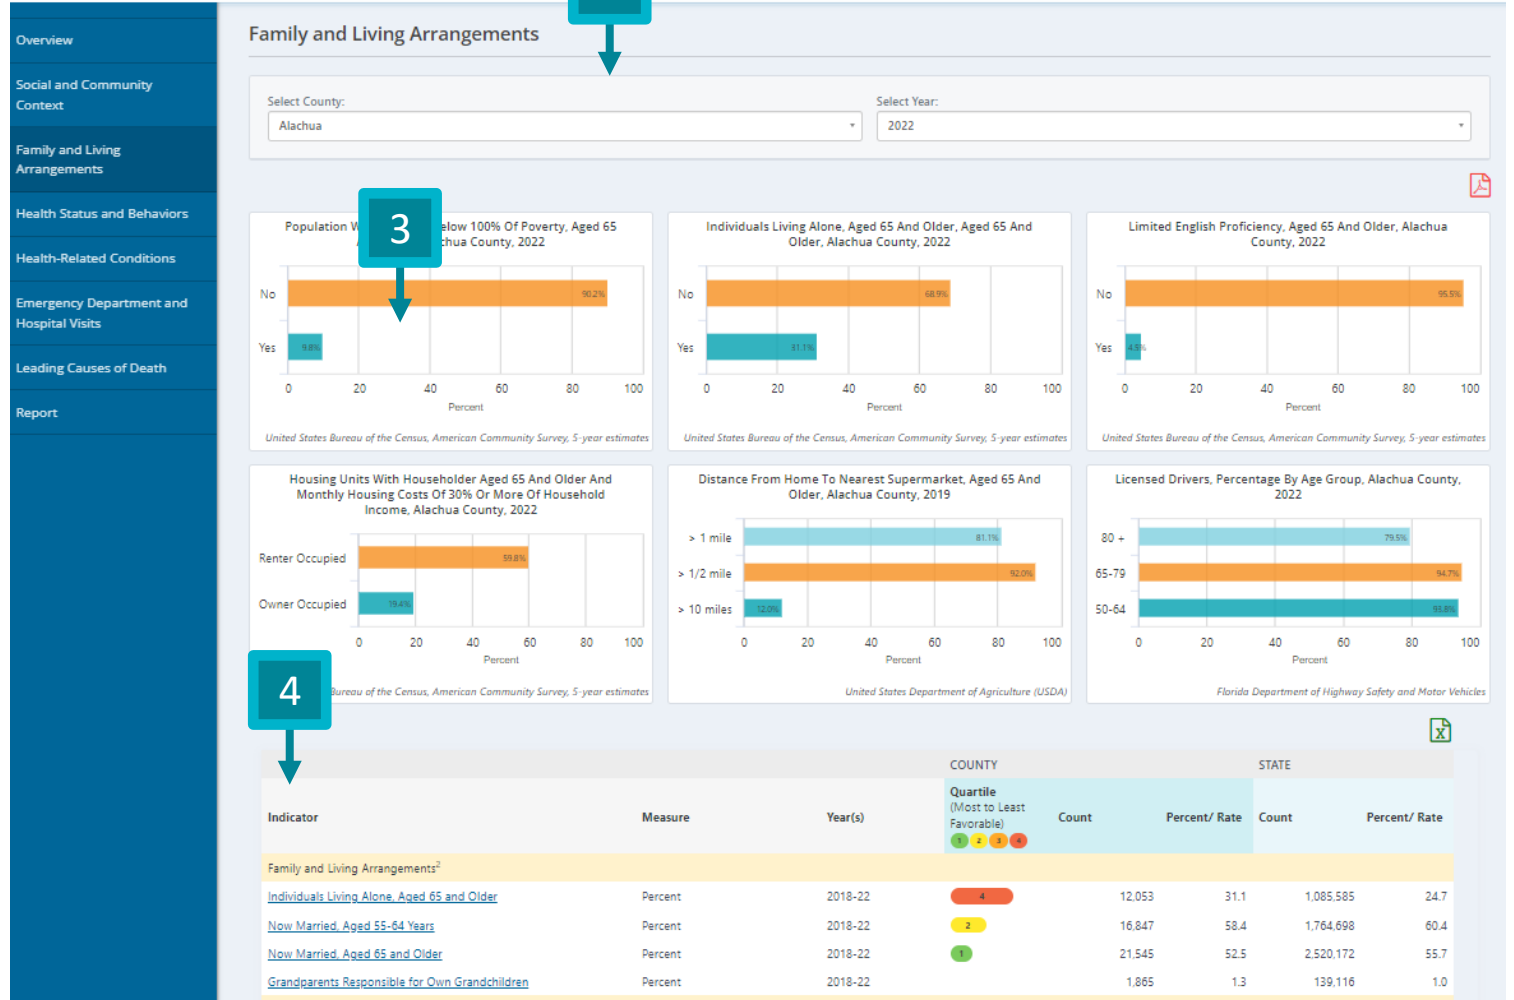 Family and Living Arrangements
Overview
Social and Community
Context
Family and Living
Arrangements
Health Status and Behaviors
Health-Related Conditions
Emergency Department and
Hospital Visits
Leading Causes of Death
Report
Select County:
Alachua
Select Year:
2022
3
Population W elow 100% Of Poverty, Aged 65
A chua County, 2022
No
90.2%
Yes
9.8%
0 20 40 60 80 100
Percent
United States Bureau of the Census, American Community Survey, 5-year estimates
Individuals Living Alone, Aged 65 And Older, Aged 65 And
Older, Alachua County, 2022
No
68.9%
Yes
31.1%
0 20 40 60 80 100
Percent
United States Bureau of the Census, American Community Survey, 5-year estimates
Limited English Proficiency, Aged 65 And Older, Alachua
County, 2022
No
95.5%
Yes
4.5%
0 20 40 60 80 100
Percent
United States Bureau of the Census, American Community Survey, 5-year estimates
Housing Units With Householder Aged 65 And Older And
Monthly Housing Costs Of 30% Or More Of Household
Income, Alachua County, 2022
Renter Occupied
59.8%
Owner Occupied
19.4%
0 20 40 60 80 100
Percent
Bureau of the Census, American Community Survey, 5-year estimates
Distance From Home To Nearest Supermarket, Aged 65 And
Older, Alachua County, 2019
> 1 mile
81.1%
> 1/2 mile
92.0%
> 10 miles
12.0%
0 20 40 60 80 100
Percent
United States Department of Agriculture (USDA)
Licensed Drivers, Percentage By Age Group, Alachua County,
2022
80 +
79.5%
65-79
94.7%
50-64
93.8%
0 20 40 60 80 100
Percent
Florida Department of Highway Safety and Motor Vehicles
4
COUNTY STATE
Indicator Measure Year(s) Quartile
(Most to Least
Favorable)
1 2 3 4
Count Percent/ Rate Count Percent/ Rate
Family and Living Arrangements2
Individuals Living Alone, Aged 65 and Older Percent 2018-22 4 12,053 31.1 1,085,585 24.7
Now Married, Aged 55-64 Years Percent 2018-22 2 16,847 58.4 1,764,698 60.4
Now Married, Aged 65 and Older Percent 2018-22 1 21,545 52.5 2,520,172 55.7
Grandparents Responsible for Own Grandchildren Percent 2018-22 1,865 1.3 139,116 1.0